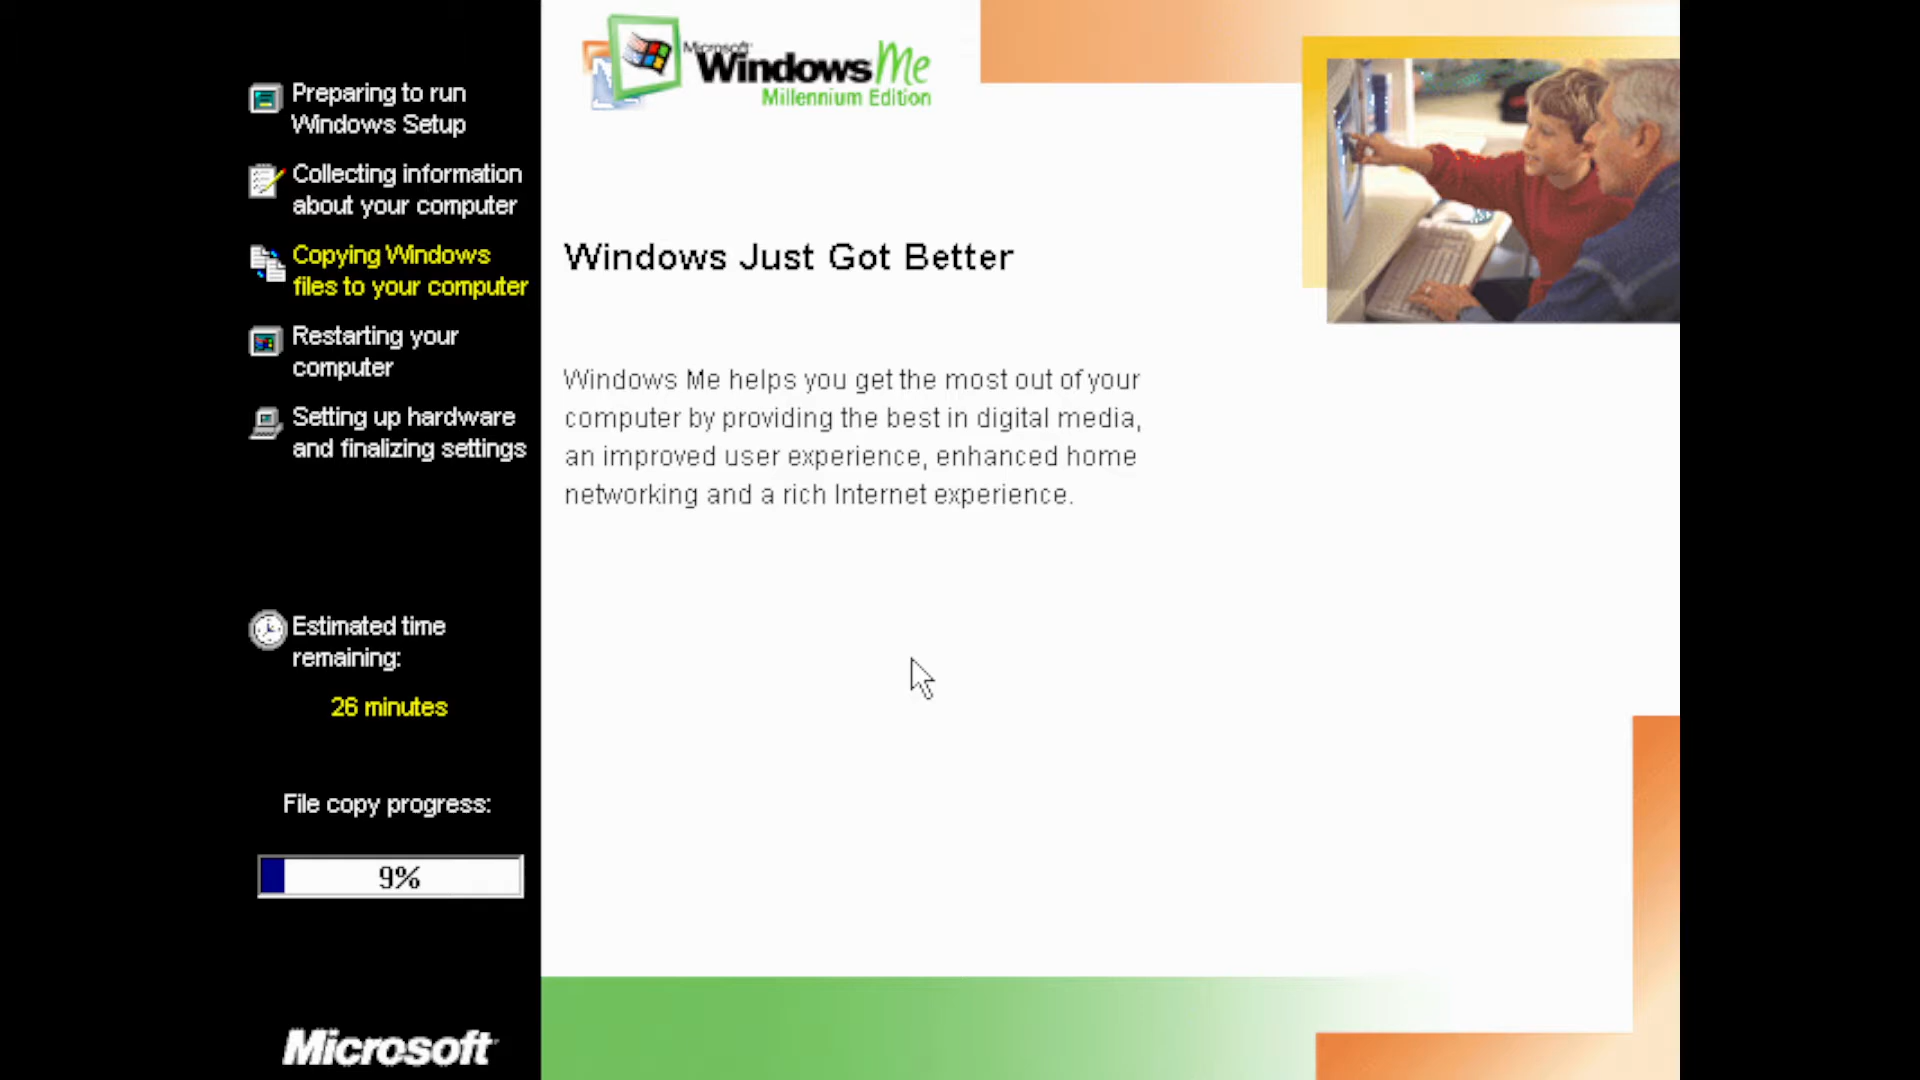 Preparing to run
Windows Setup
Collecting information
about your computer
Copying Windows
files to your computer
Restarting your
computer
Setting up hardware
and finalizing settings
Estimated time
remaining:
26 minutes
File copy progress:
9%
Microsoft
Microsoft
Windows Me
Millennium Edition
Windows Just Got Better
Windows Me helps you get the most out of your
computer by providing the best in digital media,
an improved user experience, enhanced home
networking and a rich Internet experience.